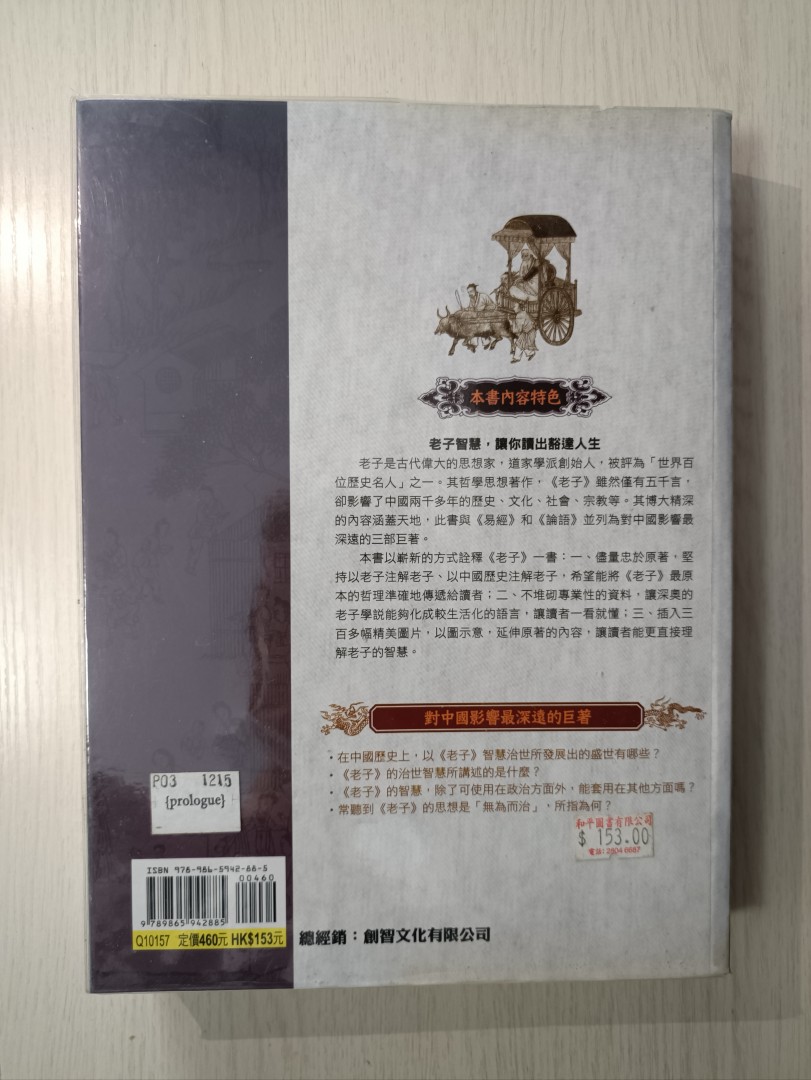 本書內容特色
老子智慧，讓你讀出豁達人生
老子是古代偉大的思想家，道家學派創始人，被評為「世界百
位歷史名人」之一。其哲學思想著作，《老子》雖然僅有五千言，
卻影響了中國兩千多年的歷史、文化、社會、宗教等。其博大精深
的內容涵蓋天地，此書與《易經》和《論語》並列為對中國影響最
深遠的三部巨著。
本書以嶄新的方式詮釋《老子》一書：一、儘量忠於原著、堅
持以老子注解老子、以中國歷史注解老子，希望能將《老子》最原
本的哲理準確地傳遞給讀者；二、不堆砌專業性的資料，讓深奧的
老子學說能夠化成較生活化的語言，讓讀者一看就懂；三、插入三
百多幅精美圖片，以圖示意，延伸原著的內容，讓讀者能更直接理
解老子的智慧。
對中國影響最深遠的巨著
・在中國歷史上，以《老子》智慧治世所發展出的盛世有哪些？
・《老子》的治世智慧所講述的是什麼？
・《老子》的智慧，除了可使用在政治方面外，能套用在其他方面嗎？
・常聽到《老子》的思想是「無為而治」，所指為何？
和平圖書有限公司
$ 153.00
電話: 2804 6687
P03 1215
{prologue}
ISBN 978-986-5942-88-5
00460
9 789865 942885
Q10157 定價460元 HK$153元
總經銷：創智文化有限公司